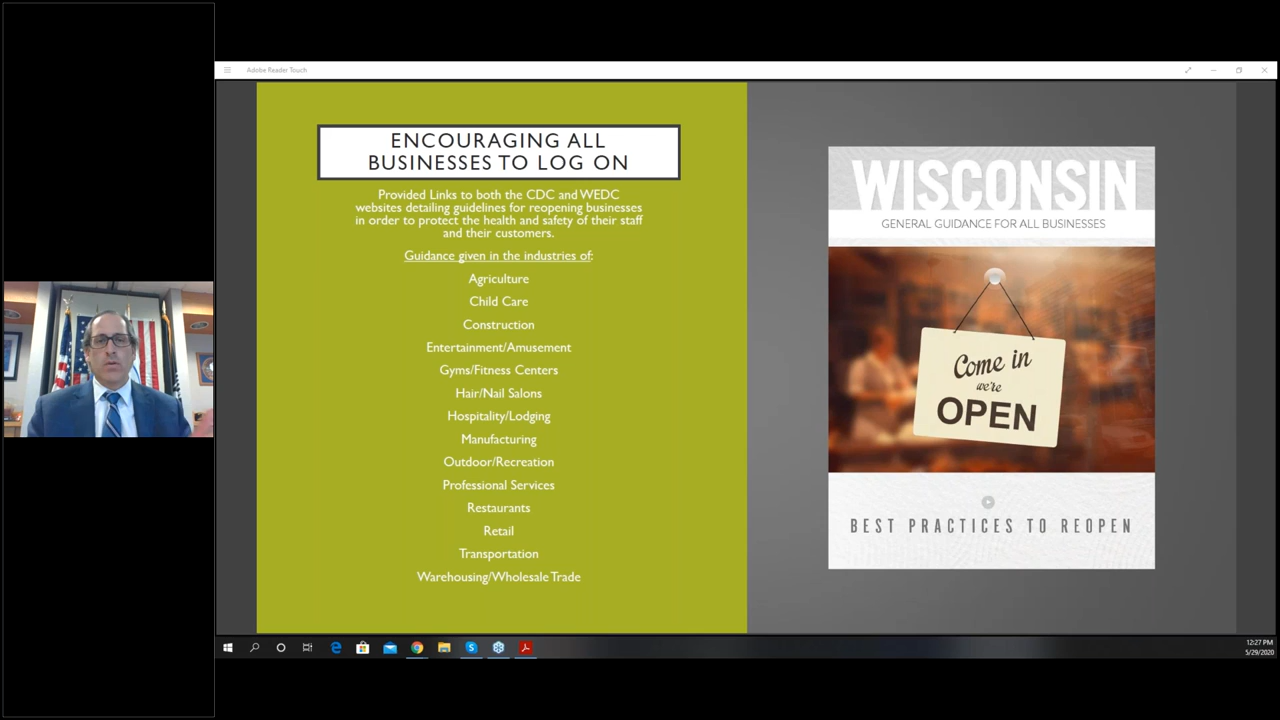 Adobe Reader Touch
ENCOURAGING ALL
BUSINESSES TO LOG ON
Provided Links to both the CDC and WEDC
websites detailing guidelines for reopening businesses
in order to protect the health and safety of their staff
and their customers.
Guidance given in the industries of:
Agriculture
Child Care
Construction
Entertainment/Amusement
Gyms/Fitness Centers
Hair/Nail Salons
Hospitality/Lodging
Manufacturing
Outdoor/Recreation
Professional Services
Restaurants
Retail
Transportation
Warehousing/Wholesale Trade
WISCONSIN
GENERAL GUIDANCE FOR ALL BUSINESSES
Come in
we're
OPEN
BEST PRACTICES TO REOPEN
12:27 PM
5/29/2020